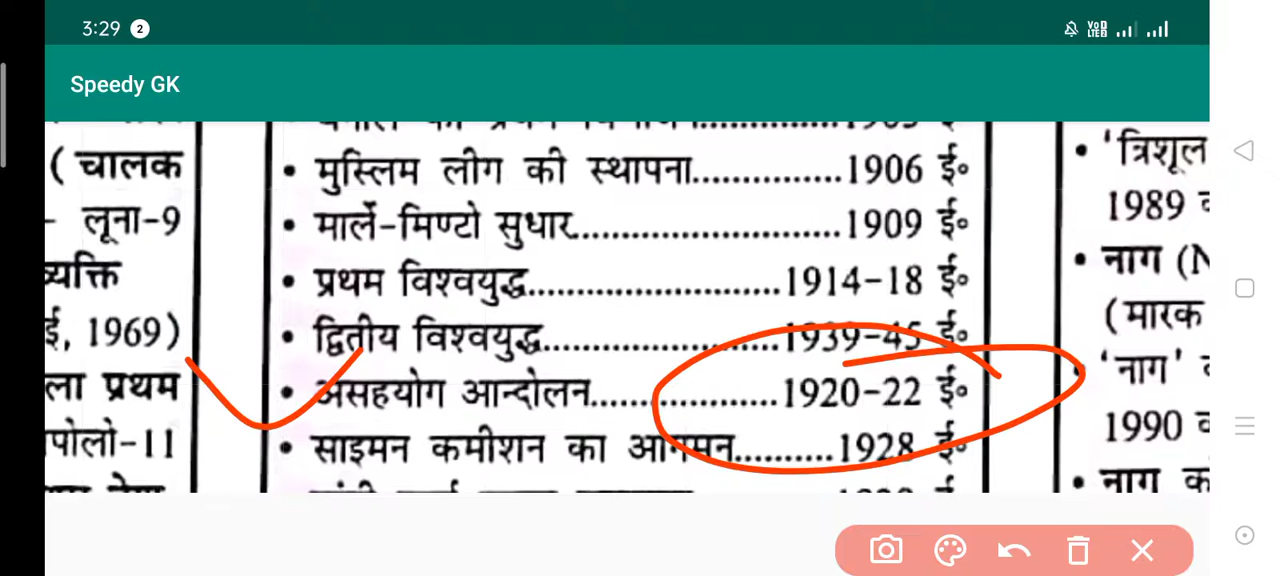 3:29 2
Speedy GK
( चालक
- लूना-9
व्यक्ति
ई, 1969)
ला प्रथम
पोलो-11
• मुस्लिम लीग की स्थापना...............1906 ई०
• मार्ले-मिण्टो सुधार..........................1909 ई०
• प्रथम विश्वयुद्ध.........................1914-18 ई०
• द्वितीय विश्वयुद्ध.......................1939-45 ई०
• असहयोग आन्दोलन..................1920-22 ई०
• साइमन कमीशन का आगमन..........1928 ई०
• 'त्रिशूल
1989
• नाग (N
(मारक
'नाग'
1990
• नाग